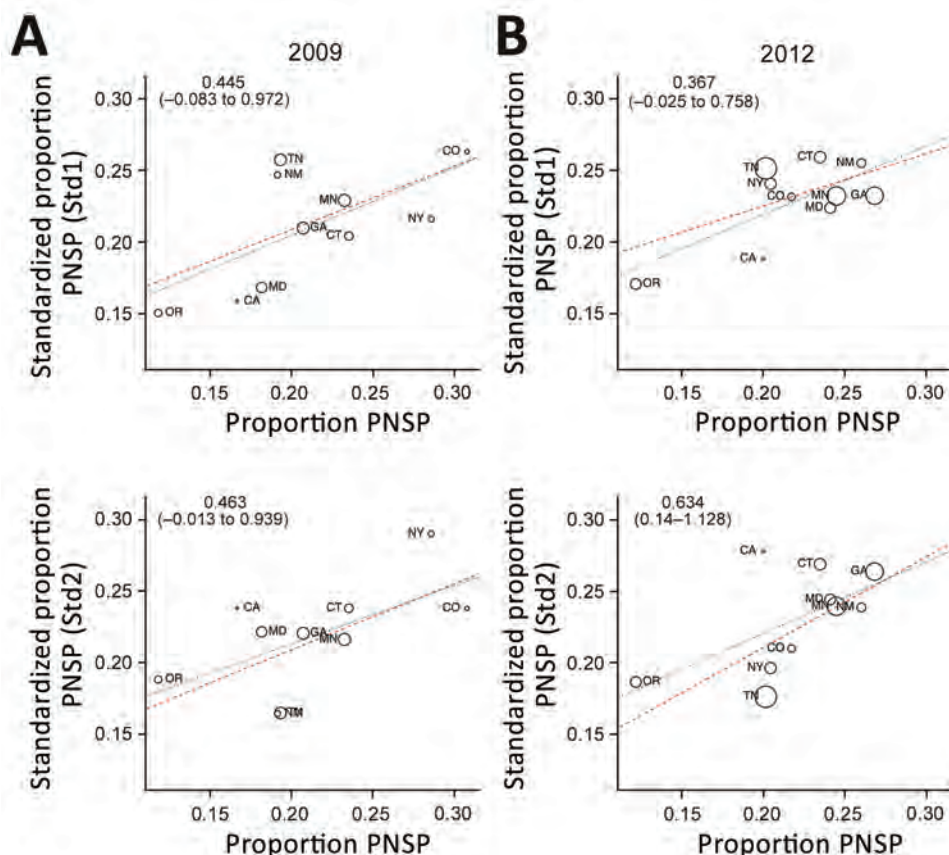 A
2009
0.445
(−0.083 to 0.972)
Standardized proportion
PNSP (Std1)
0.30
0.25
0.20
0.15
CO
TN
NM
MN
NY
GA
CT
MD
CA
OR
0.15 0.20 0.25 0.30
Proportion PNSP
B
2012
0.367
(−0.025 to 0.758)
Standardized proportion
PNSP (Std1)
0.30
0.25
0.20
0.15
CT
NM
TN
NY
CO
MN
GA
MD
CA
OR
0.15 0.20 0.25 0.30
Proportion PNSP
0.463
(−0.013 to 0.939)
Standardized proportion
PNSP (Std2)
0.30
0.25
0.20
0.15
NY
CA
CT
CO
MD
GA
MN
OR
0.15 0.20 0.25 0.30
Proportion PNSP
0.634
(0.14–1.128)
Standardized proportion
PNSP (Std2)
0.30
0.25
0.20
0.15
CA
CT
GA
MD
MN
NM
CO
NY
OR
TN
0.15 0.20 0.25 0.30
Proportion PNSP